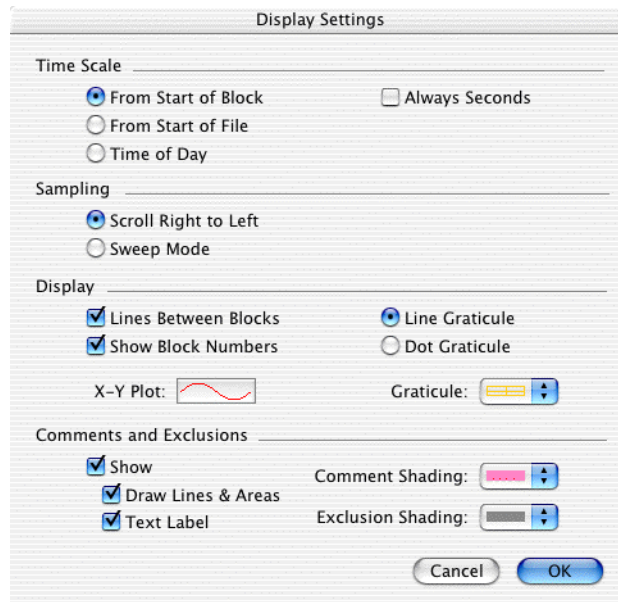 Display Settings
Time Scale
From Start of Block
Always Seconds
From Start of File
Time of Day
Sampling
Scroll Right to Left
Sweep Mode
Display
Lines Between Blocks
Line Graticule
Show Block Numbers
Dot Graticule
X-Y Plot:
Graticule:
Comments and Exclusions
Show
Comment Shading:
Draw Lines & Areas
Text Label
Exclusion Shading:
Cancel
OK